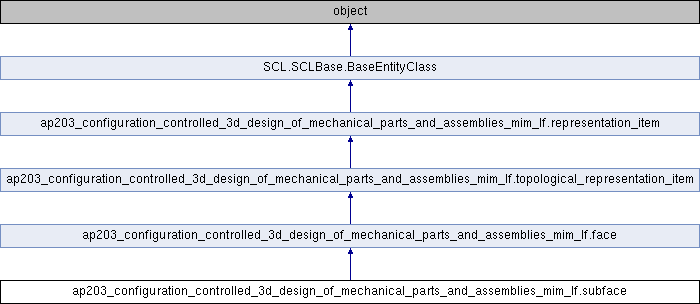 object
SCL.SCLBase.BaseEntityClass
ap203_configuration_controlled_3d_design_of_mechanical_parts_and_assemblies_mim_lf.representation_item
ap203_configuration_controlled_3d_design_of_mechanical_parts_and_assemblies_mim_lf.topological_representation_item
ap203_configuration_controlled_3d_design_of_mechanical_parts_and_assemblies_mim_lf.face
ap203_configuration_controlled_3d_design_of_mechanical_parts_and_assemblies_mim_lf.subface